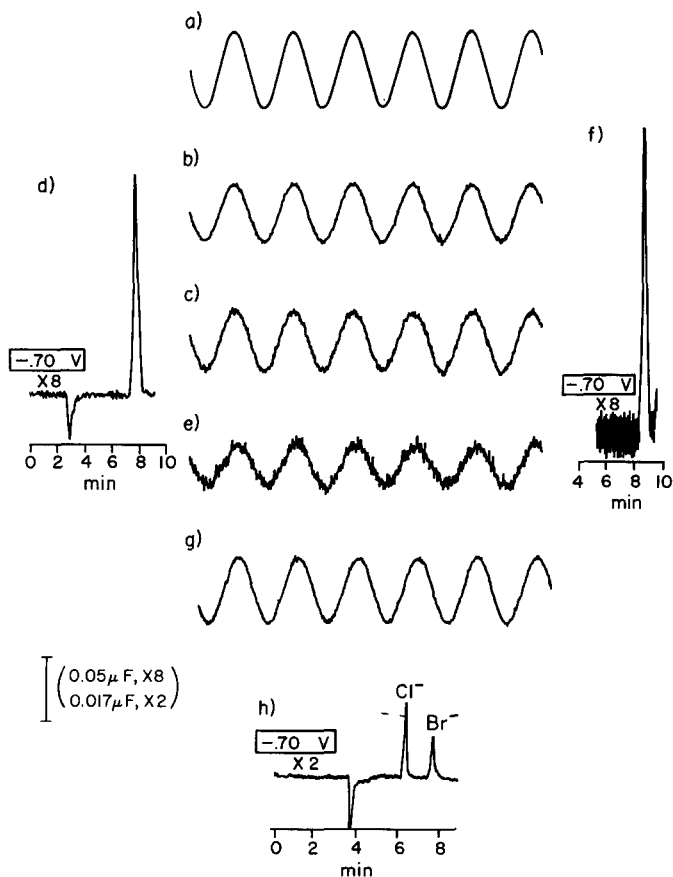 a)
b)
c)
d)
-.70 V
X8
0 2 4 6 8 10
min
e)
f)
-.70 V
X8
4 6 8 10
min
g)
0.05μF, X8
0.017μF, X2
h)
Cl⁻
Br⁻
-.70 V
X2
0 2 4 6 8
min